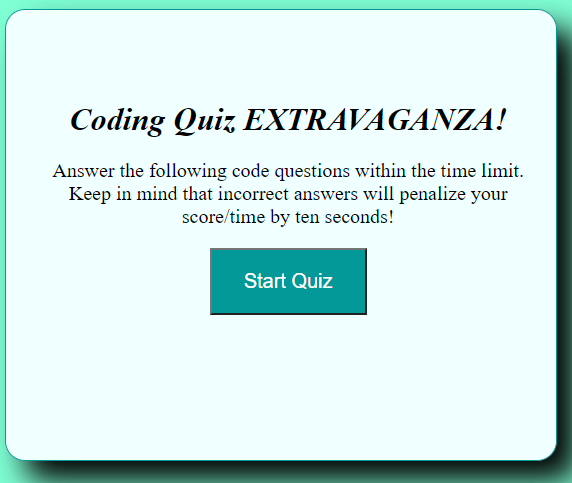 Coding Quiz EXTRAVAGANZA!
Answer the following code questions within the time limit.
Keep in mind that incorrect answers will penalize your
score/time by ten seconds!
Start Quiz